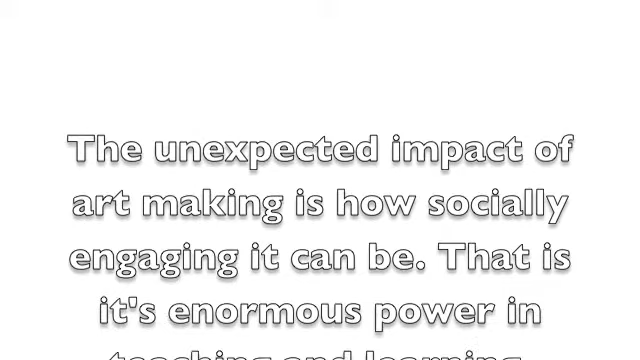 The unexpected impact of
art making is how socially
engaging it can be. That is
it's enormous power in
teaching and learning